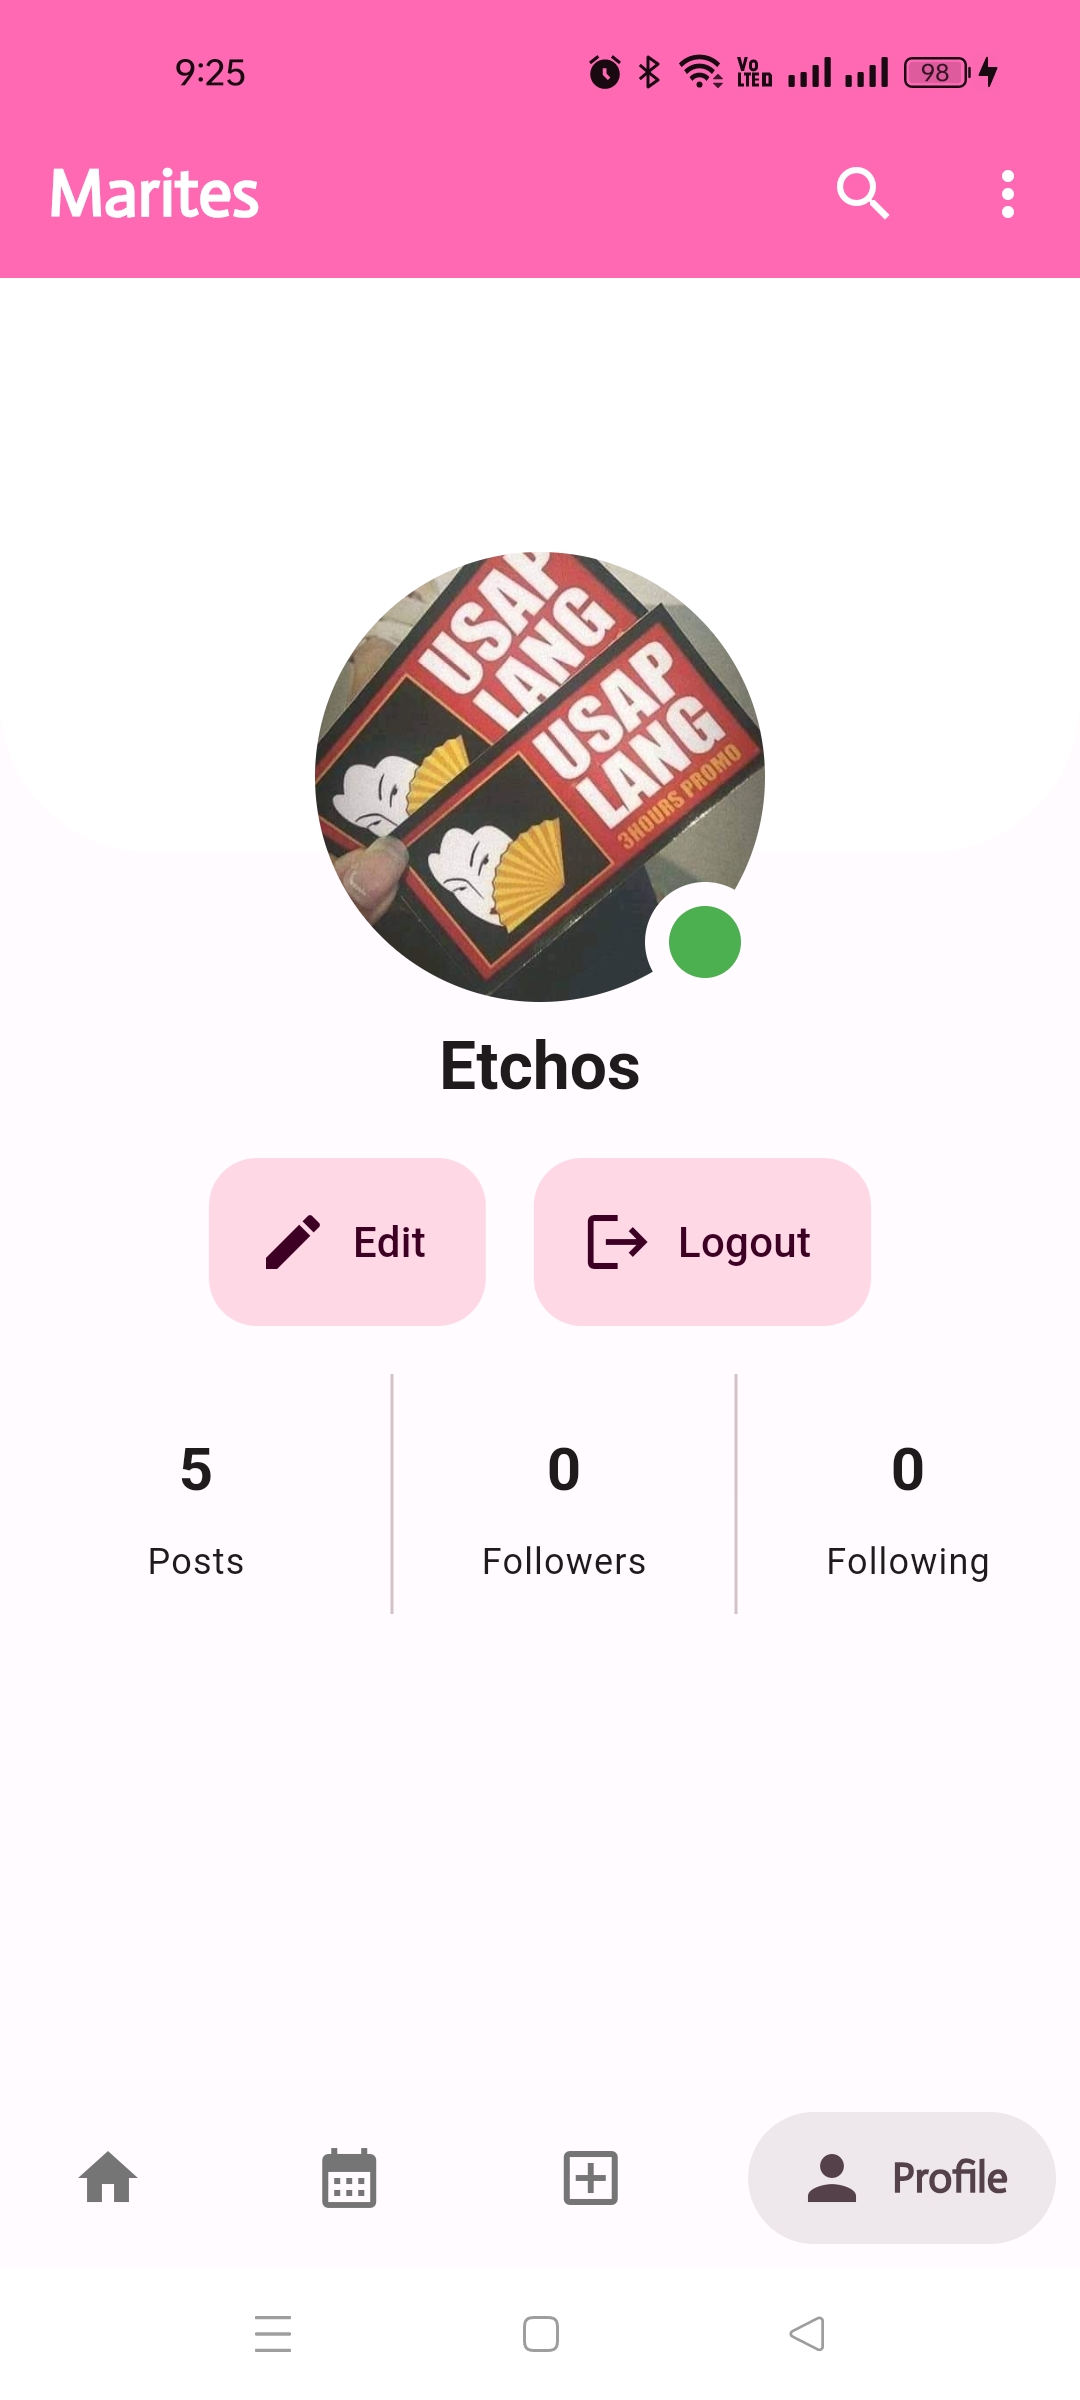 9:25
Vo
LTE D
98
Marites
USAP
LANG
USAP
LANG
3HOURS PROMO
Etchos
Edit
Logout
5
0
0
Posts
Followers
Following
Profile